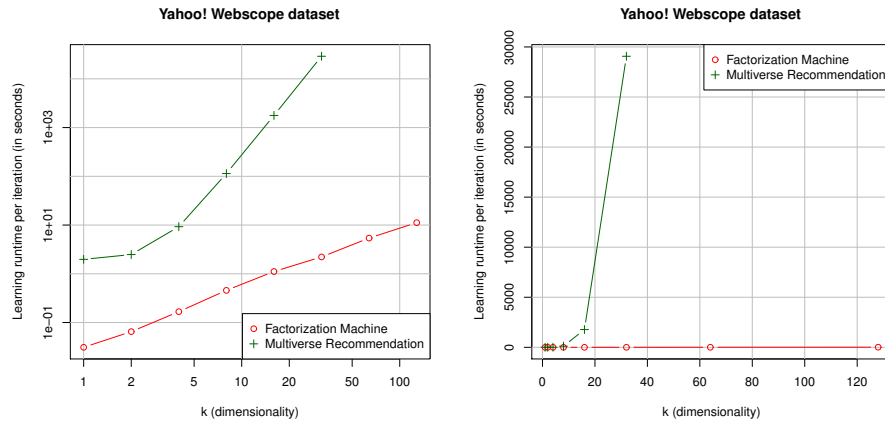 Yahoo! Webscope dataset
Learning runtime per iteration (in seconds)
1e+03
1e+01
1e−01
Factorization Machine
Multiverse Recommendation
1 2 5 10 20 50 100
k (dimensionality)
Yahoo! Webscope dataset
Learning runtime per iteration (in seconds)
30000
25000
20000
15000
10000
5000
0
Factorization Machine
Multiverse Recommendation
0 20 40 60 80 100 120
k (dimensionality)